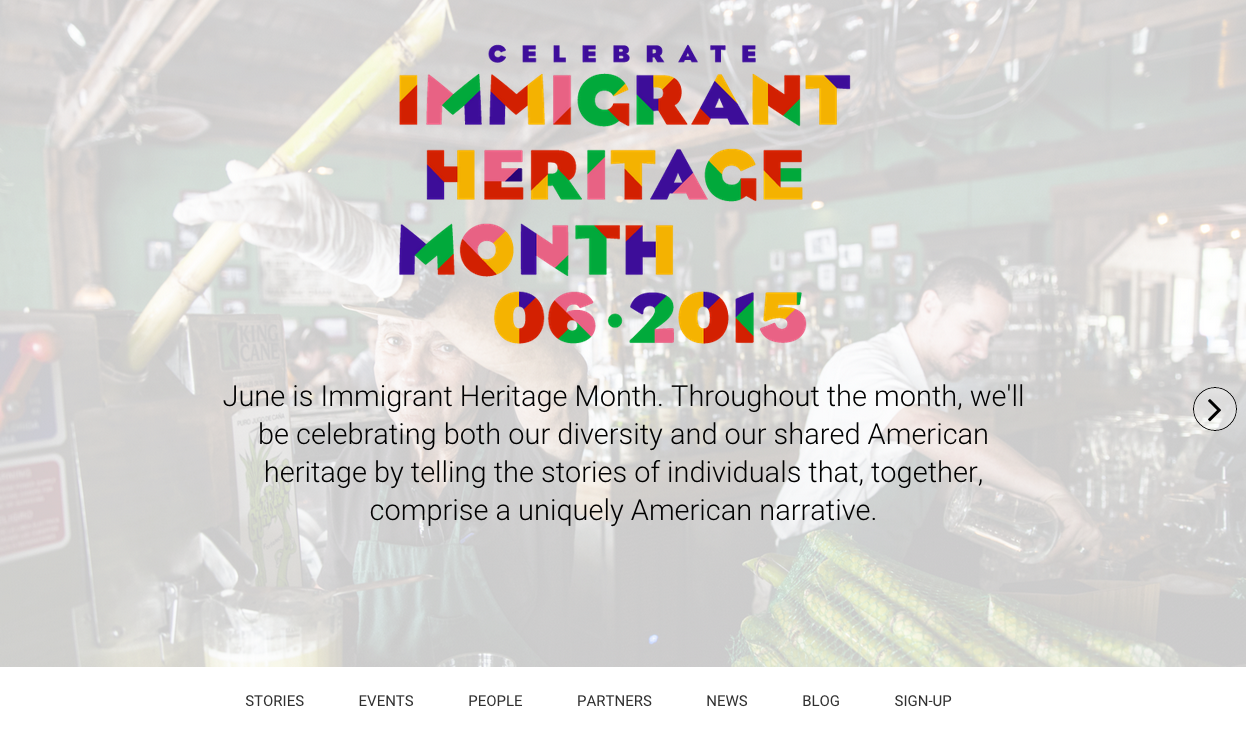 CELEBRATE
IMMIGRANT
HERITAGE
MONTH
06·2015
KING
CANE
June is Immigrant Heritage Month. Throughout the month, we'll
be celebrating both our diversity and our shared American
heritage by telling the stories of individuals that, together,
comprise a uniquely American narrative.
STORIES EVENTS PEOPLE PARTNERS NEWS BLOG SIGN-UP